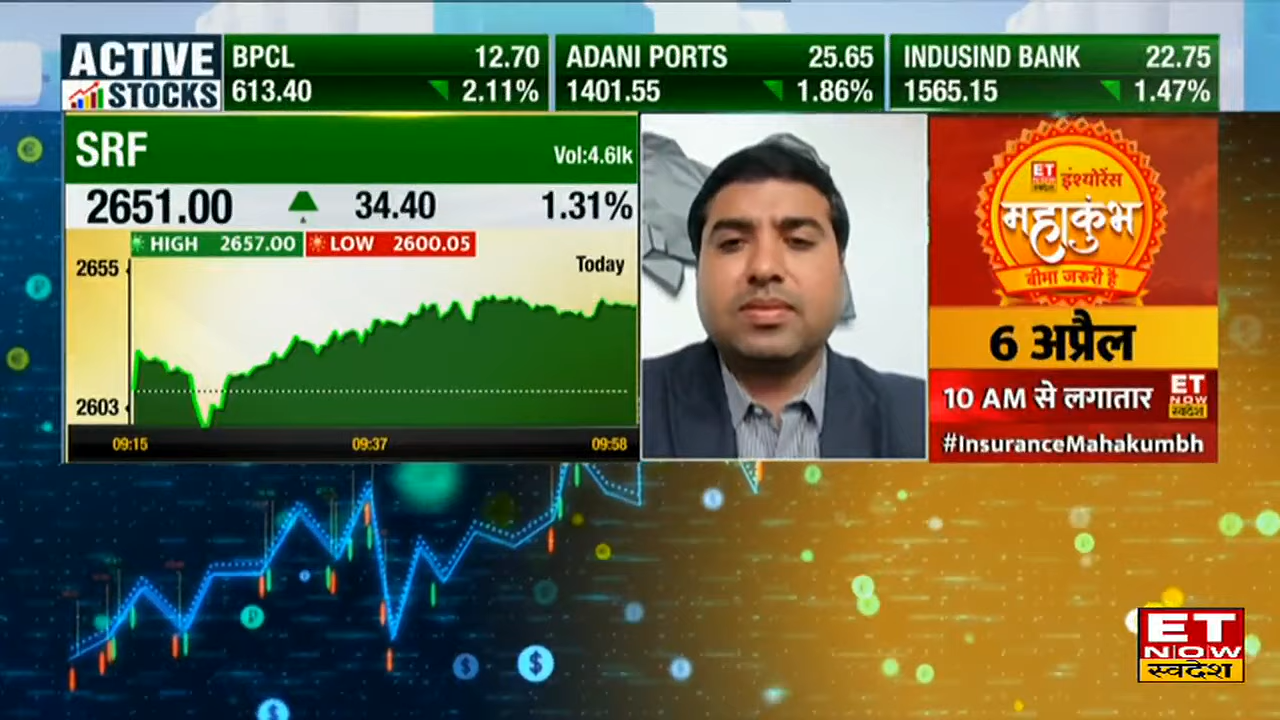 ACTIVE
STOCKS
BPCL 12.70
613.40 2.11%
ADANI PORTS 25.65
1401.55 1.86%
INDUSIND BANK 22.75
1565.15 1.47%
SRF
Vol:4.6lk
2651.00 34.40 1.31%
HIGH 2657.00 LOW 2600.05
2655
Today
2603
09:15 09:37 09:58
ET
NOW
स्वदेश
इंश्योरेंस
महाकुंभ
बीमा जरूरी है
6 अप्रैल
10 AM से लगातार
ET
NOW
स्वदेश
#InsuranceMahakumbh
ET
NOW
स्वदेश